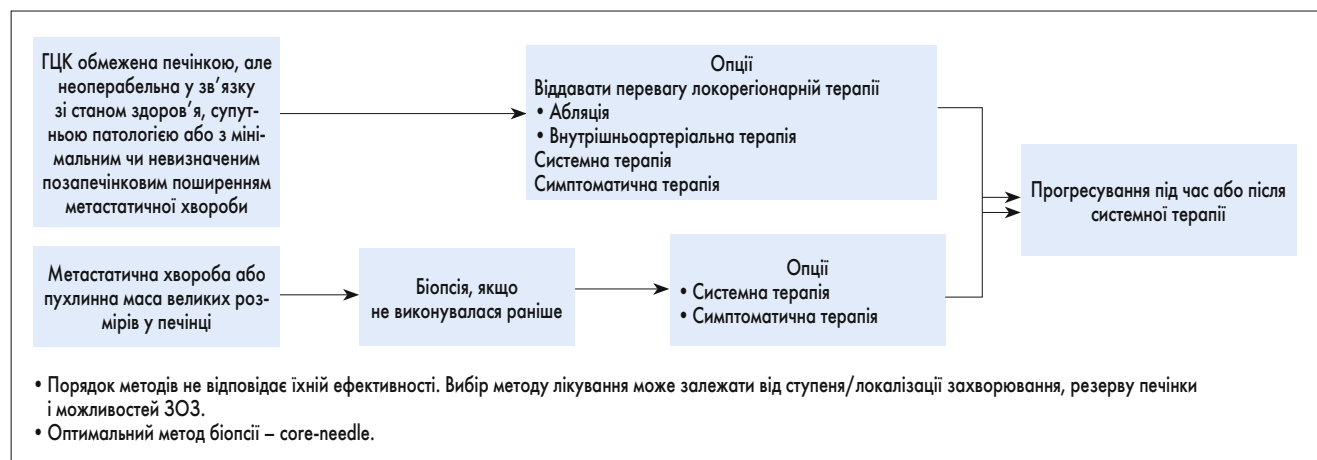 ГЦК обмежена печінкою, але
неоперабельна у зв’язку
зі станом здоров’я, супут-
ньою патологією або з міні-
мальним чи невизначеним
позапечінковим поширенням
метастатичної хвороби
Опції
Віддавати перевагу локорегіонарній терапії
• Абляція
• Внутрішньоартеріальна терапія
Системна терапія
Симптоматична терапія
Прогресування під час або після
системної терапії
Метастатична хвороба або
пухлинна маса великих роз-
мірів у печінці
Біопсія, якщо
не виконувалася раніше
Опції
• Системна терапія
• Симптоматична терапія
• Порядок методів не відповідає їхній ефективності. Вибір методу лікування може залежати від ступеня/локалізації захворювання, резерву печінки
і можливостей ЗОЗ.
• Оптимальний метод біопсії – core-needle.